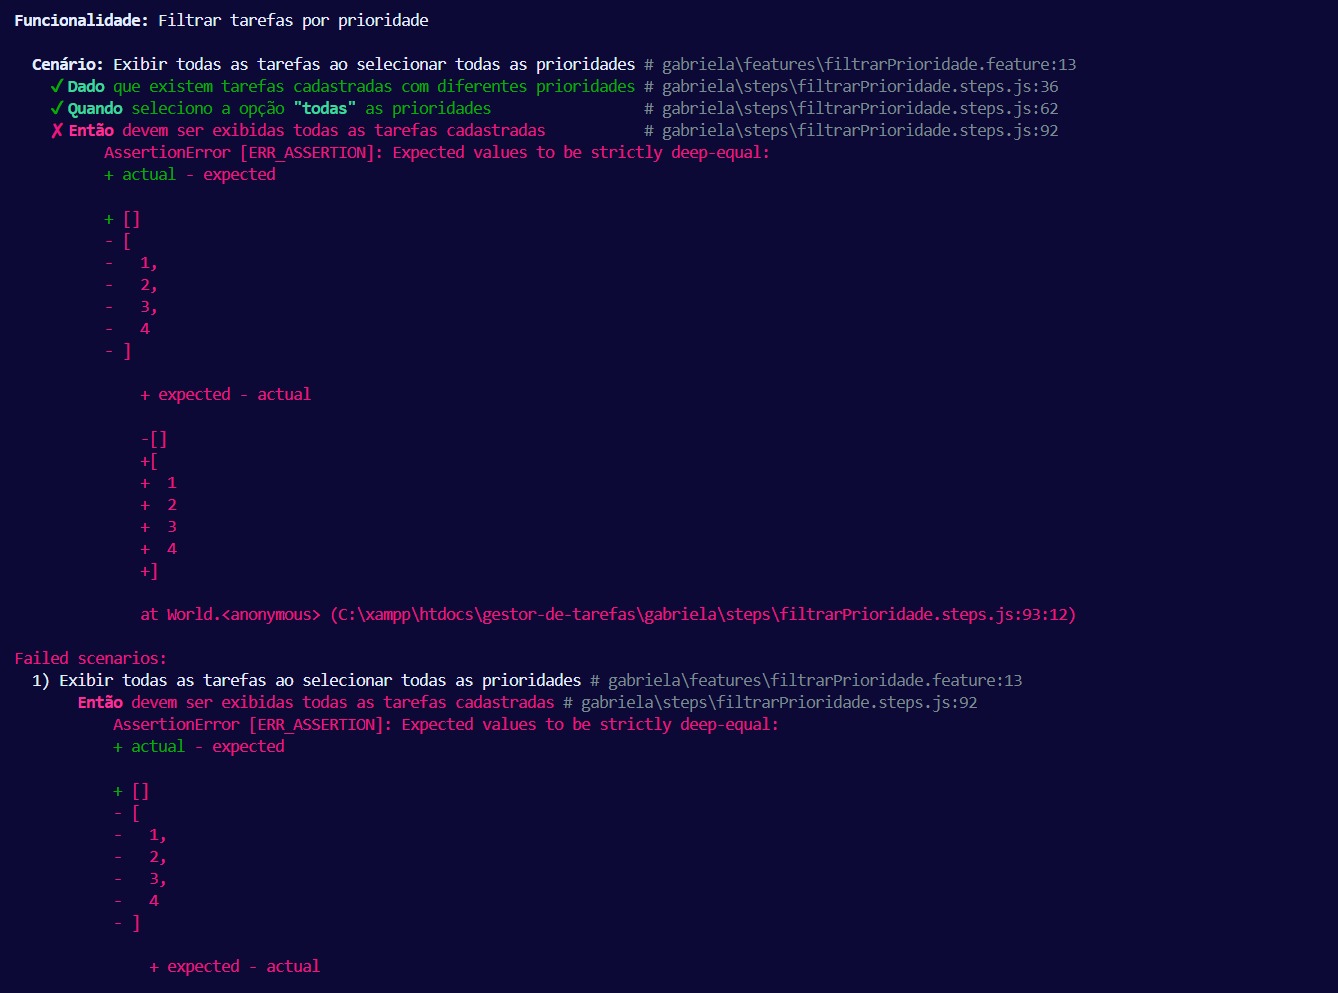 Funcionalidade: Filtrar tarefas por prioridade
Cenário: Exibir todas as tarefas ao selecionar todas as prioridades # gabriela\features\filtrarPrioridade.feature:13
✓ Dado que existem tarefas cadastradas com diferentes prioridades # gabriela\steps\filtrarPrioridade.steps.js:36
✓ Quando seleciono a opção "todas" as prioridades # gabriela\steps\filtrarPrioridade.steps.js:62
✗ Então devem ser exibidas todas as tarefas cadastradas # gabriela\steps\filtrarPrioridade.steps.js:92
AssertionError [ERR_ASSERTION]: Expected values to be strictly deep-equal:
+ actual - expected
+ []
- [
-   1,
-   2,
-   3,
-   4
- ]
+ expected - actual
-[]
+[
+  1
+  2
+  3
+  4
+]
at World.<anonymous> (C:\xampp\htdocs\gestor-de-tarefas\gabriela\steps\filtrarPrioridade.steps.js:93:12)
Failed scenarios:
1) Exibir todas as tarefas ao selecionar todas as prioridades # gabriela\features\filtrarPrioridade.feature:13
Então devem ser exibidas todas as tarefas cadastradas # gabriela\steps\filtrarPrioridade.steps.js:92
AssertionError [ERR_ASSERTION]: Expected values to be strictly deep-equal:
+ actual - expected
+ []
- [
-   1,
-   2,
-   3,
-   4
- ]
+ expected - actual